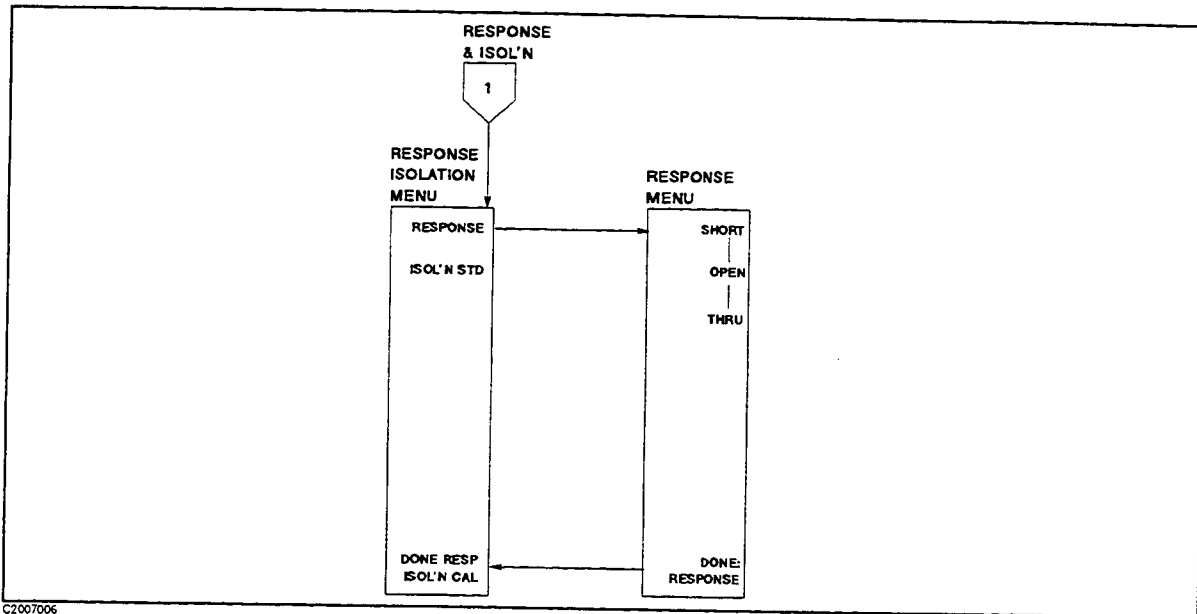 RESPONSE
& ISOL'N
1
RESPONSE
ISOLATION
MENU
RESPONSE
ISOL'N STD
DONE RESP
ISOL'N CAL
RESPONSE
MENU
SHORT
OPEN
THRU
DONE:
RESPONSE
C2007006